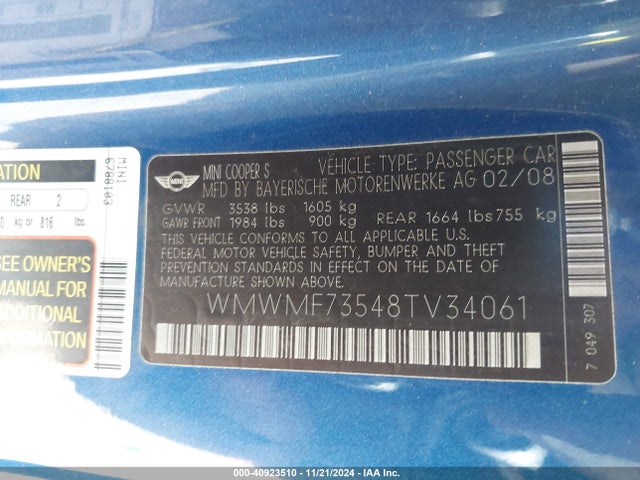 MINI COOPER S VEHICLE TYPE: PASSENGER CAR
MFD BY BAYERISCHE MOTORENWERKE AG 02/08
MINI
GVWR 3538 lbs 1605 kg
GAWR FRONT 1984 lbs 900 kg REAR 1664 lbs 755 kg
THIS VEHICLE CONFORMS TO ALL APPLICABLE U.S.
FEDERAL MOTOR VEHICLE SAFETY, BUMPER AND THEFT
PREVENTION STANDARDS IN EFFECT ON THE DATE
OF MANUFACTURE SHOWN ABOVE.
WMWMF73548TV34061
7 049 307
MINI
6788103
ATION
REAR 2
kg or 816 lbs.
SEE OWNER'S
MANUAL FOR
ADDITIONAL
INFORMATION
000-40923510 - 11/21/2024 - IAA Inc.